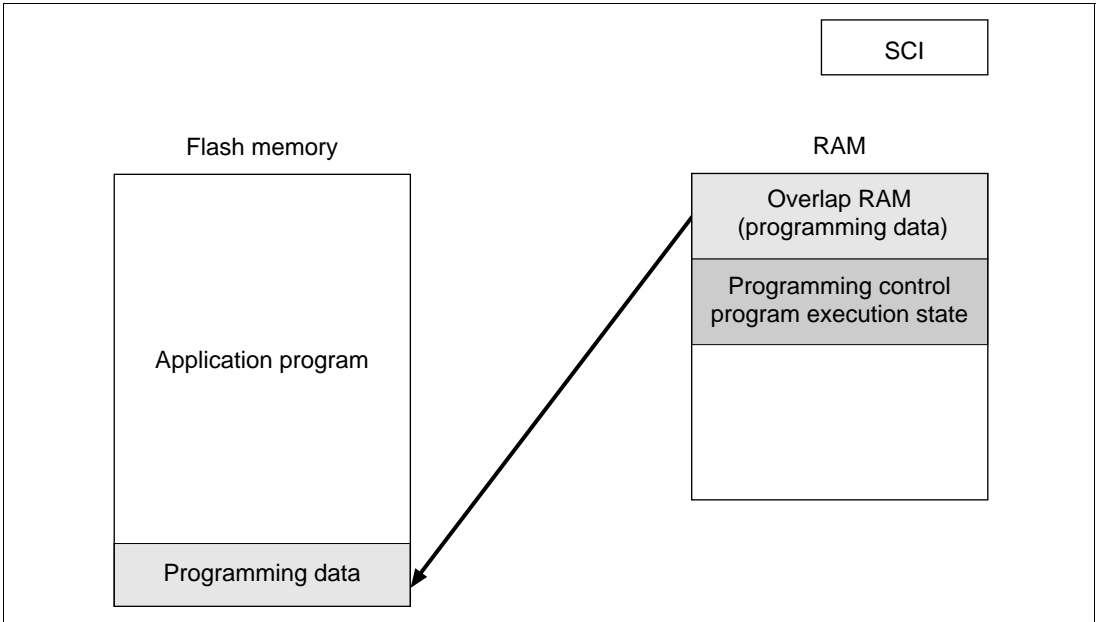 SCI
Flash memory
RAM
Overlap RAM
(programming data)
Programming control
program execution state
Application program
Programming data